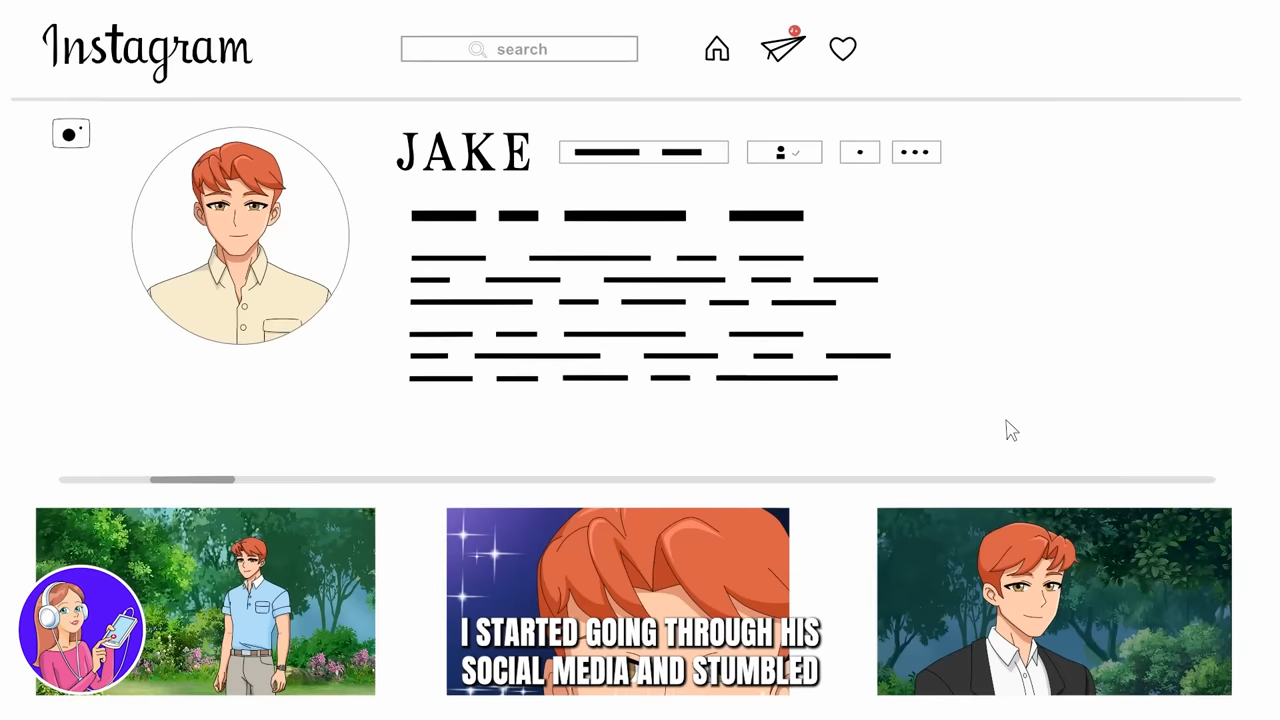 Instagram
search
JAKE
I STARTED GOING THROUGH HIS
SOCIAL MEDIA AND STUMBLED